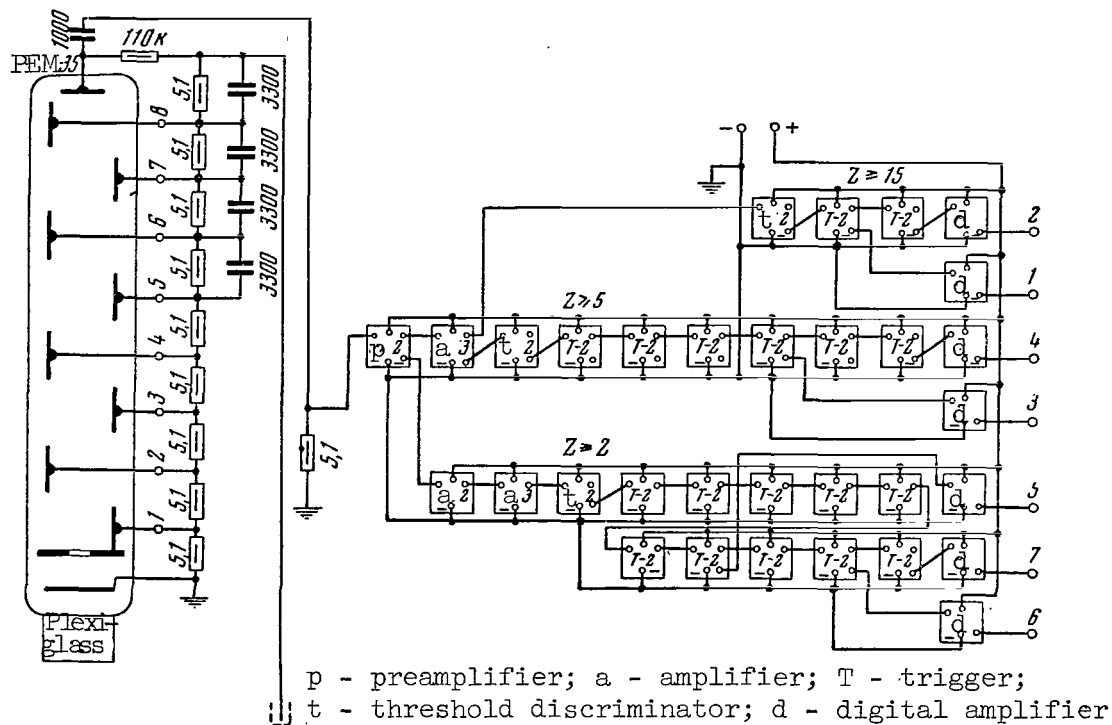 1000
110к
PEM-35
5,1
3300
8
5,1
3300
7
5,1
3300
6
5,1
3300
5
5,1
4
5,1
3
5,1
2
5,1
1
5,1
Plexi-
glass
5,1
- +
Z ≥ 15
t 2 T-2 T-2 d 2
d 1
Z ≥ 5
p 2 a 3 t 2 T-2 T-2 T-2 T-2 T-2 T-2 d 4
d 3
Z ≥ 2
a 2 a 3 t 2 T-2 T-2 T-2 T-2 T-2 d 5
T-2 T-2 T-2 T-2 T-2 d 7
d 6
p - preamplifier; a - amplifier; T - trigger;
t - threshold discriminator; d - digital amplifier